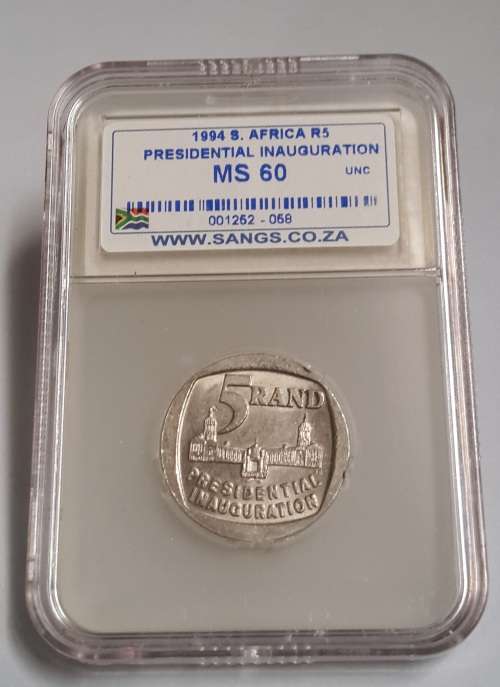 1994 S. AFRICA R5
PRESIDENTIAL INAUGURATION
MS 60 UNC
001252 - 058
WWW.SANGS.CO.ZA
5 RAND
PRESIDENTIAL
INAUGURATION